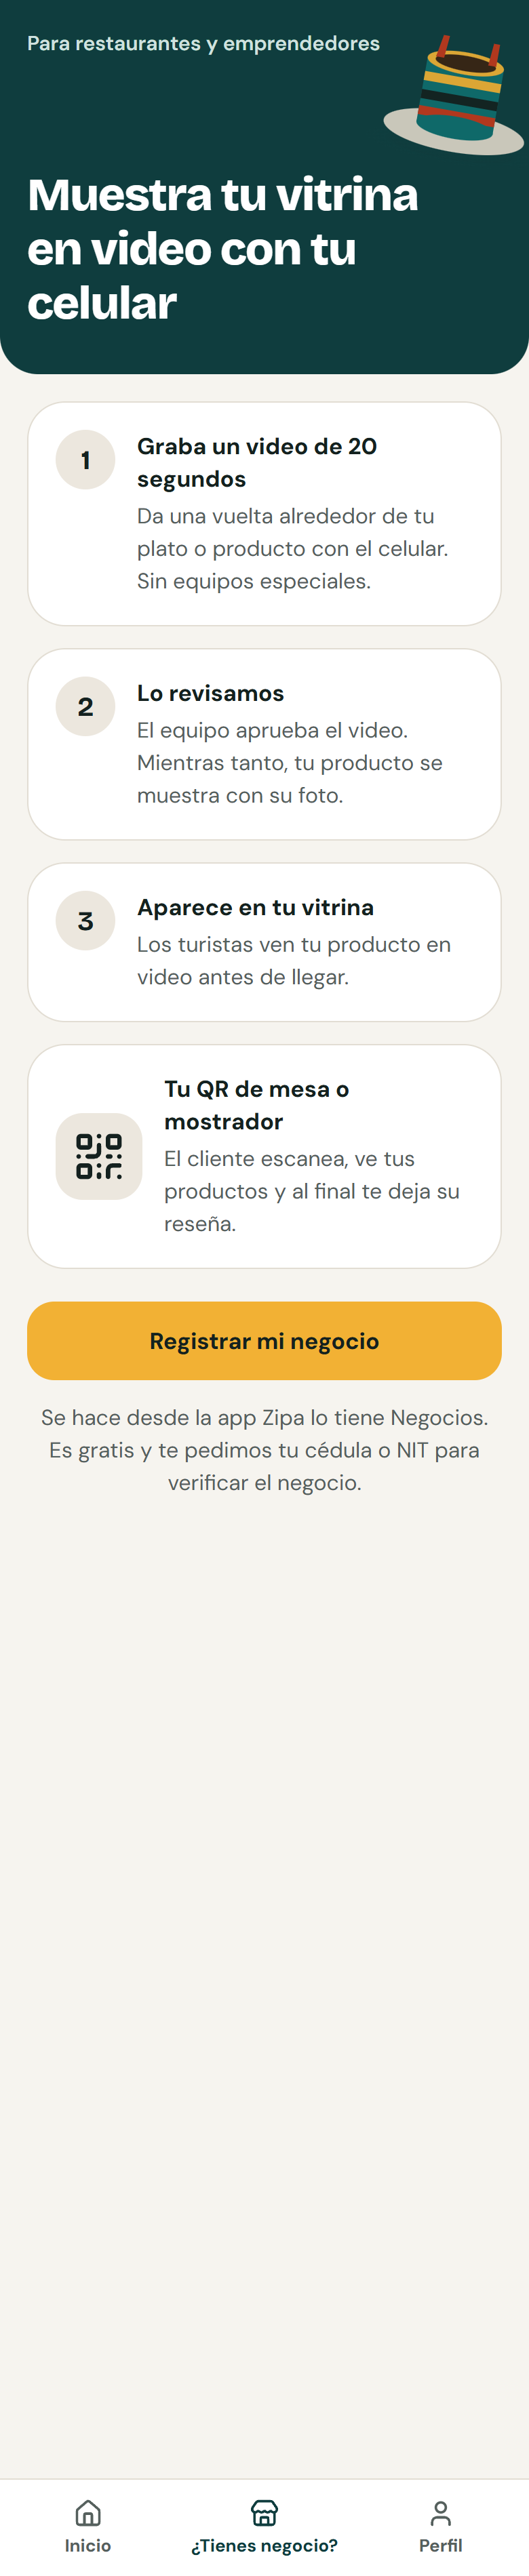 Para restaurantes y emprendedores
Muestra tu vitrina
en video con tu
celular
1
Graba un video de 20
segundos
Da una vuelta alrededor de tu
plato o producto con el celular.
Sin equipos especiales.
2
Lo revisamos
El equipo aprueba el video.
Mientras tanto, tu producto se
muestra con su foto.
3
Aparece en tu vitrina
Los turistas ven tu producto en
video antes de llegar.
Tu QR de mesa o
mostrador
El cliente escanea, ve tus
productos y al final te deja su
reseña.
Registrar mi negocio
Se hace desde la app Zipa lo tiene Negocios.
Es gratis y te pedimos tu cédula o NIT para
verificar el negocio.
Inicio
¿Tienes negocio?
Perfil